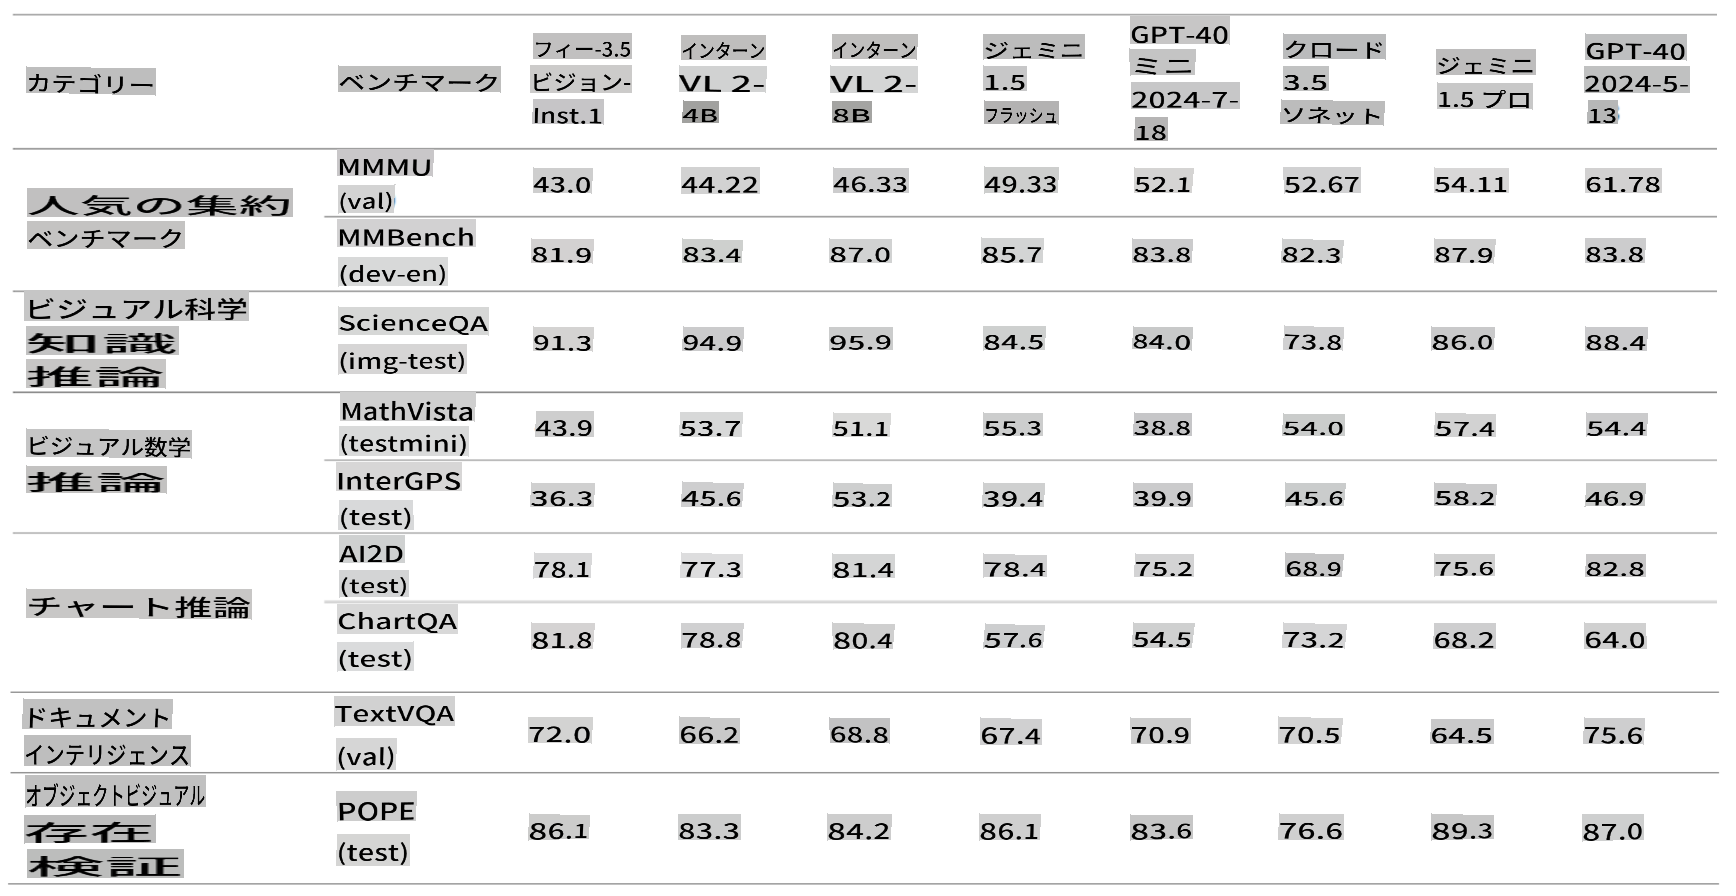 カテゴリー
ベンチマーク
フィー-3.5
ビジョン-
Inst.1
インターン
VL 2-
4B
インターン
VL 2-
8B
ジェミニ
1.5
フラッシュ
GPT-40
ミニ
2024-7-
18
クロード
3.5
ソネット
ジェミニ
1.5 プロ
GPT-40
2024-5-
13
人気の集約
ベンチマーク
MMMU
(val)
43.0 44.22 46.33 49.33 52.1 52.67 54.11 61.78
MMBench
(dev-en)
81.9 83.4 87.0 85.7 83.8 82.3 87.9 83.8
ビジュアル科学
知識
推論
ScienceQA
(img-test)
91.3 94.9 95.9 84.5 84.0 73.8 86.0 88.4
ビジュアル数学
推論
MathVista
(testmini)
43.9 53.7 51.1 55.3 38.8 54.0 57.4 54.4
InterGPS
(test)
36.3 45.6 53.2 39.4 39.9 45.6 58.2 46.9
チャート推論
AI2D
(test)
78.1 77.3 81.4 78.4 75.2 68.9 75.6 82.8
ChartQA
(test)
81.8 78.8 80.4 57.6 54.5 73.2 68.2 64.0
ドキュメント
インテリジェンス
TextVQA
(val)
72.0 66.2 68.8 67.4 70.9 70.5 64.5 75.6
オブジェクトビジュアル
存在
検証
POPE
(test)
86.1 83.3 84.2 86.1 83.6 76.6 89.3 87.0